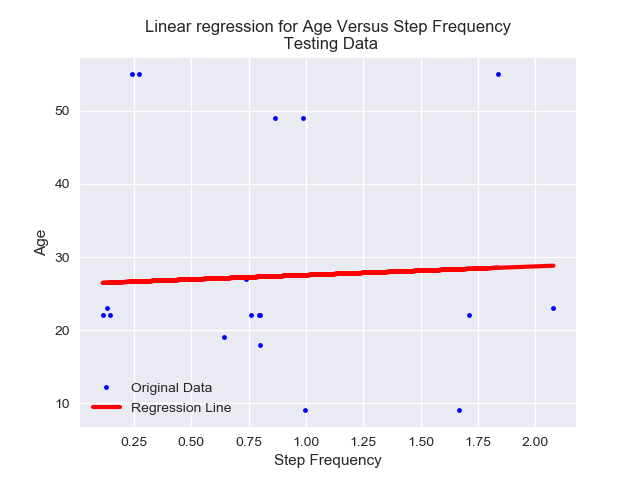 Linear regression for Age Versus Step Frequency
Testing Data
50
40
30
20
10
Age
Original Data
Regression Line
0.25 0.50 0.75 1.00 1.25 1.50 1.75 2.00
Step Frequency